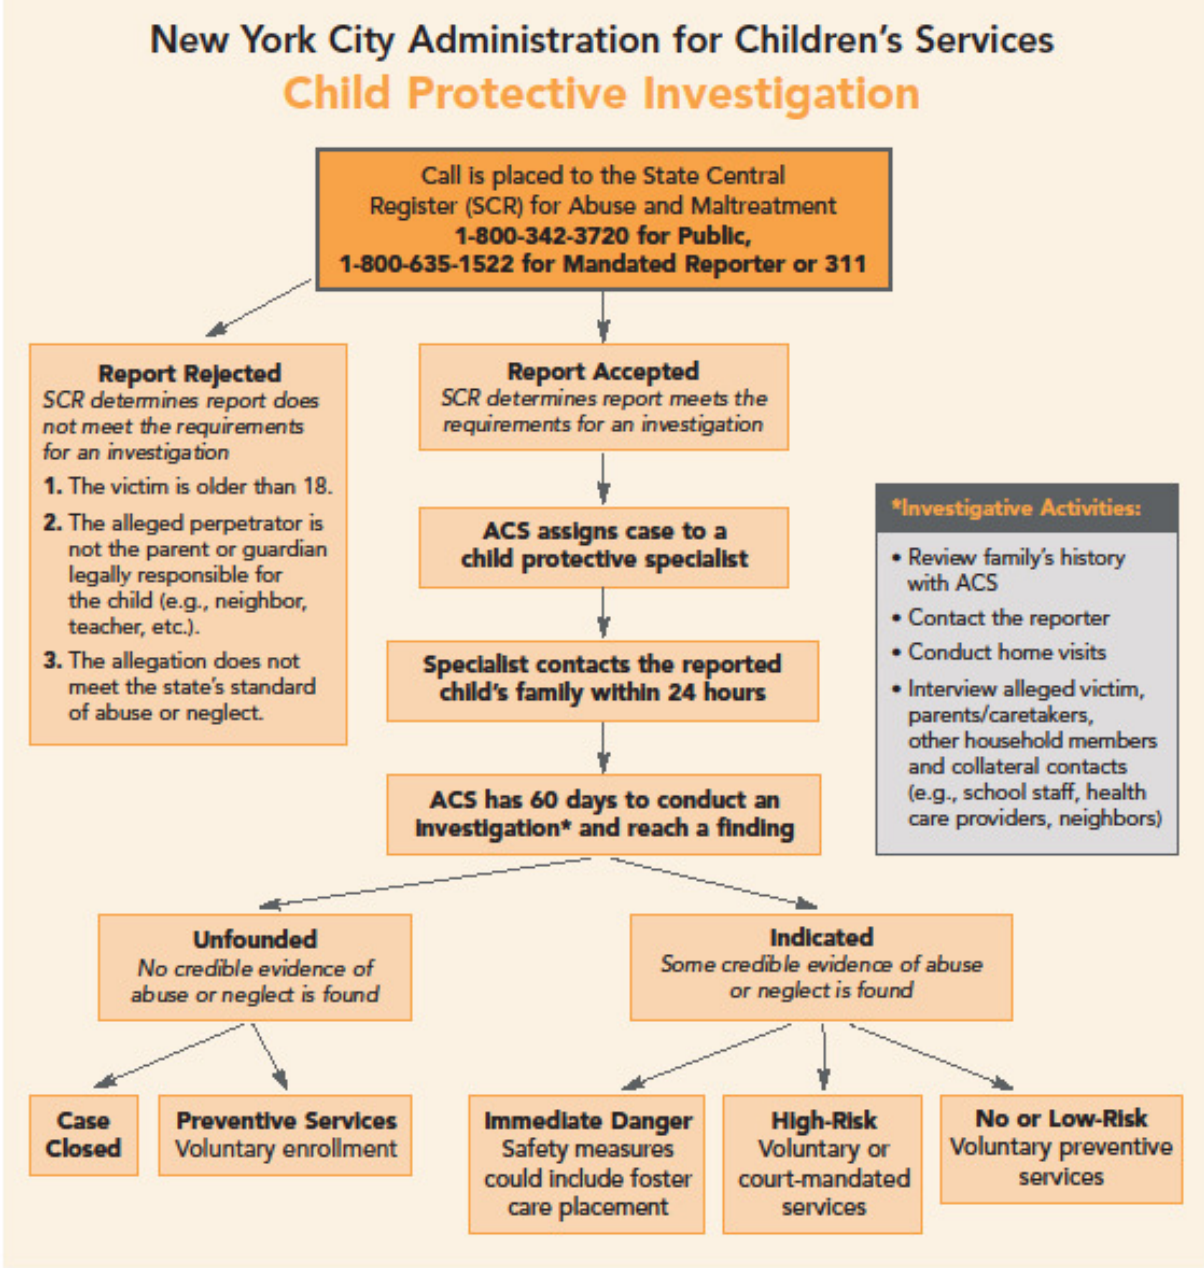 New York City Administration for Children's Services
Child Protective Investigation
Call is placed to the State Central
Register (SCR) for Abuse and Maltreatment
1-800-342-3720 for Public,
1-800-635-1522 for Mandated Reporter or 311
Report Rejected
SCR determines report does
not meet the requirements
for an investigation
1. The victim is older than 18.
2. The alleged perpetrator is
not the parent or guardian
legally responsible for
the child (e.g., neighbor,
teacher, etc.).
3. The allegation does not
meet the state's standard
of abuse or neglect.
Report Accepted
SCR determines report meets the
requirements for an investigation
ACS assigns case to a
child protective specialist
Specialist contacts the reported
child's family within 24 hours
ACS has 60 days to conduct an
investigation* and reach a finding
*Investigative Activities:
• Review family's history
with ACS
• Contact the reporter
• Conduct home visits
• Interview alleged victim,
parents/caretakers,
other household members
and collateral contacts
(e.g., school staff, health
care providers, neighbors)
Unfounded
No credible evidence of
abuse or neglect is found
Indicated
Some credible evidence of abuse
or neglect is found
Case
Closed
Preventive Services
Voluntary enrollment
Immediate Danger
Safety measures
could include foster
care placement
High-Risk
Voluntary or
court-mandated
services
No or Low-Risk
Voluntary preventive
services